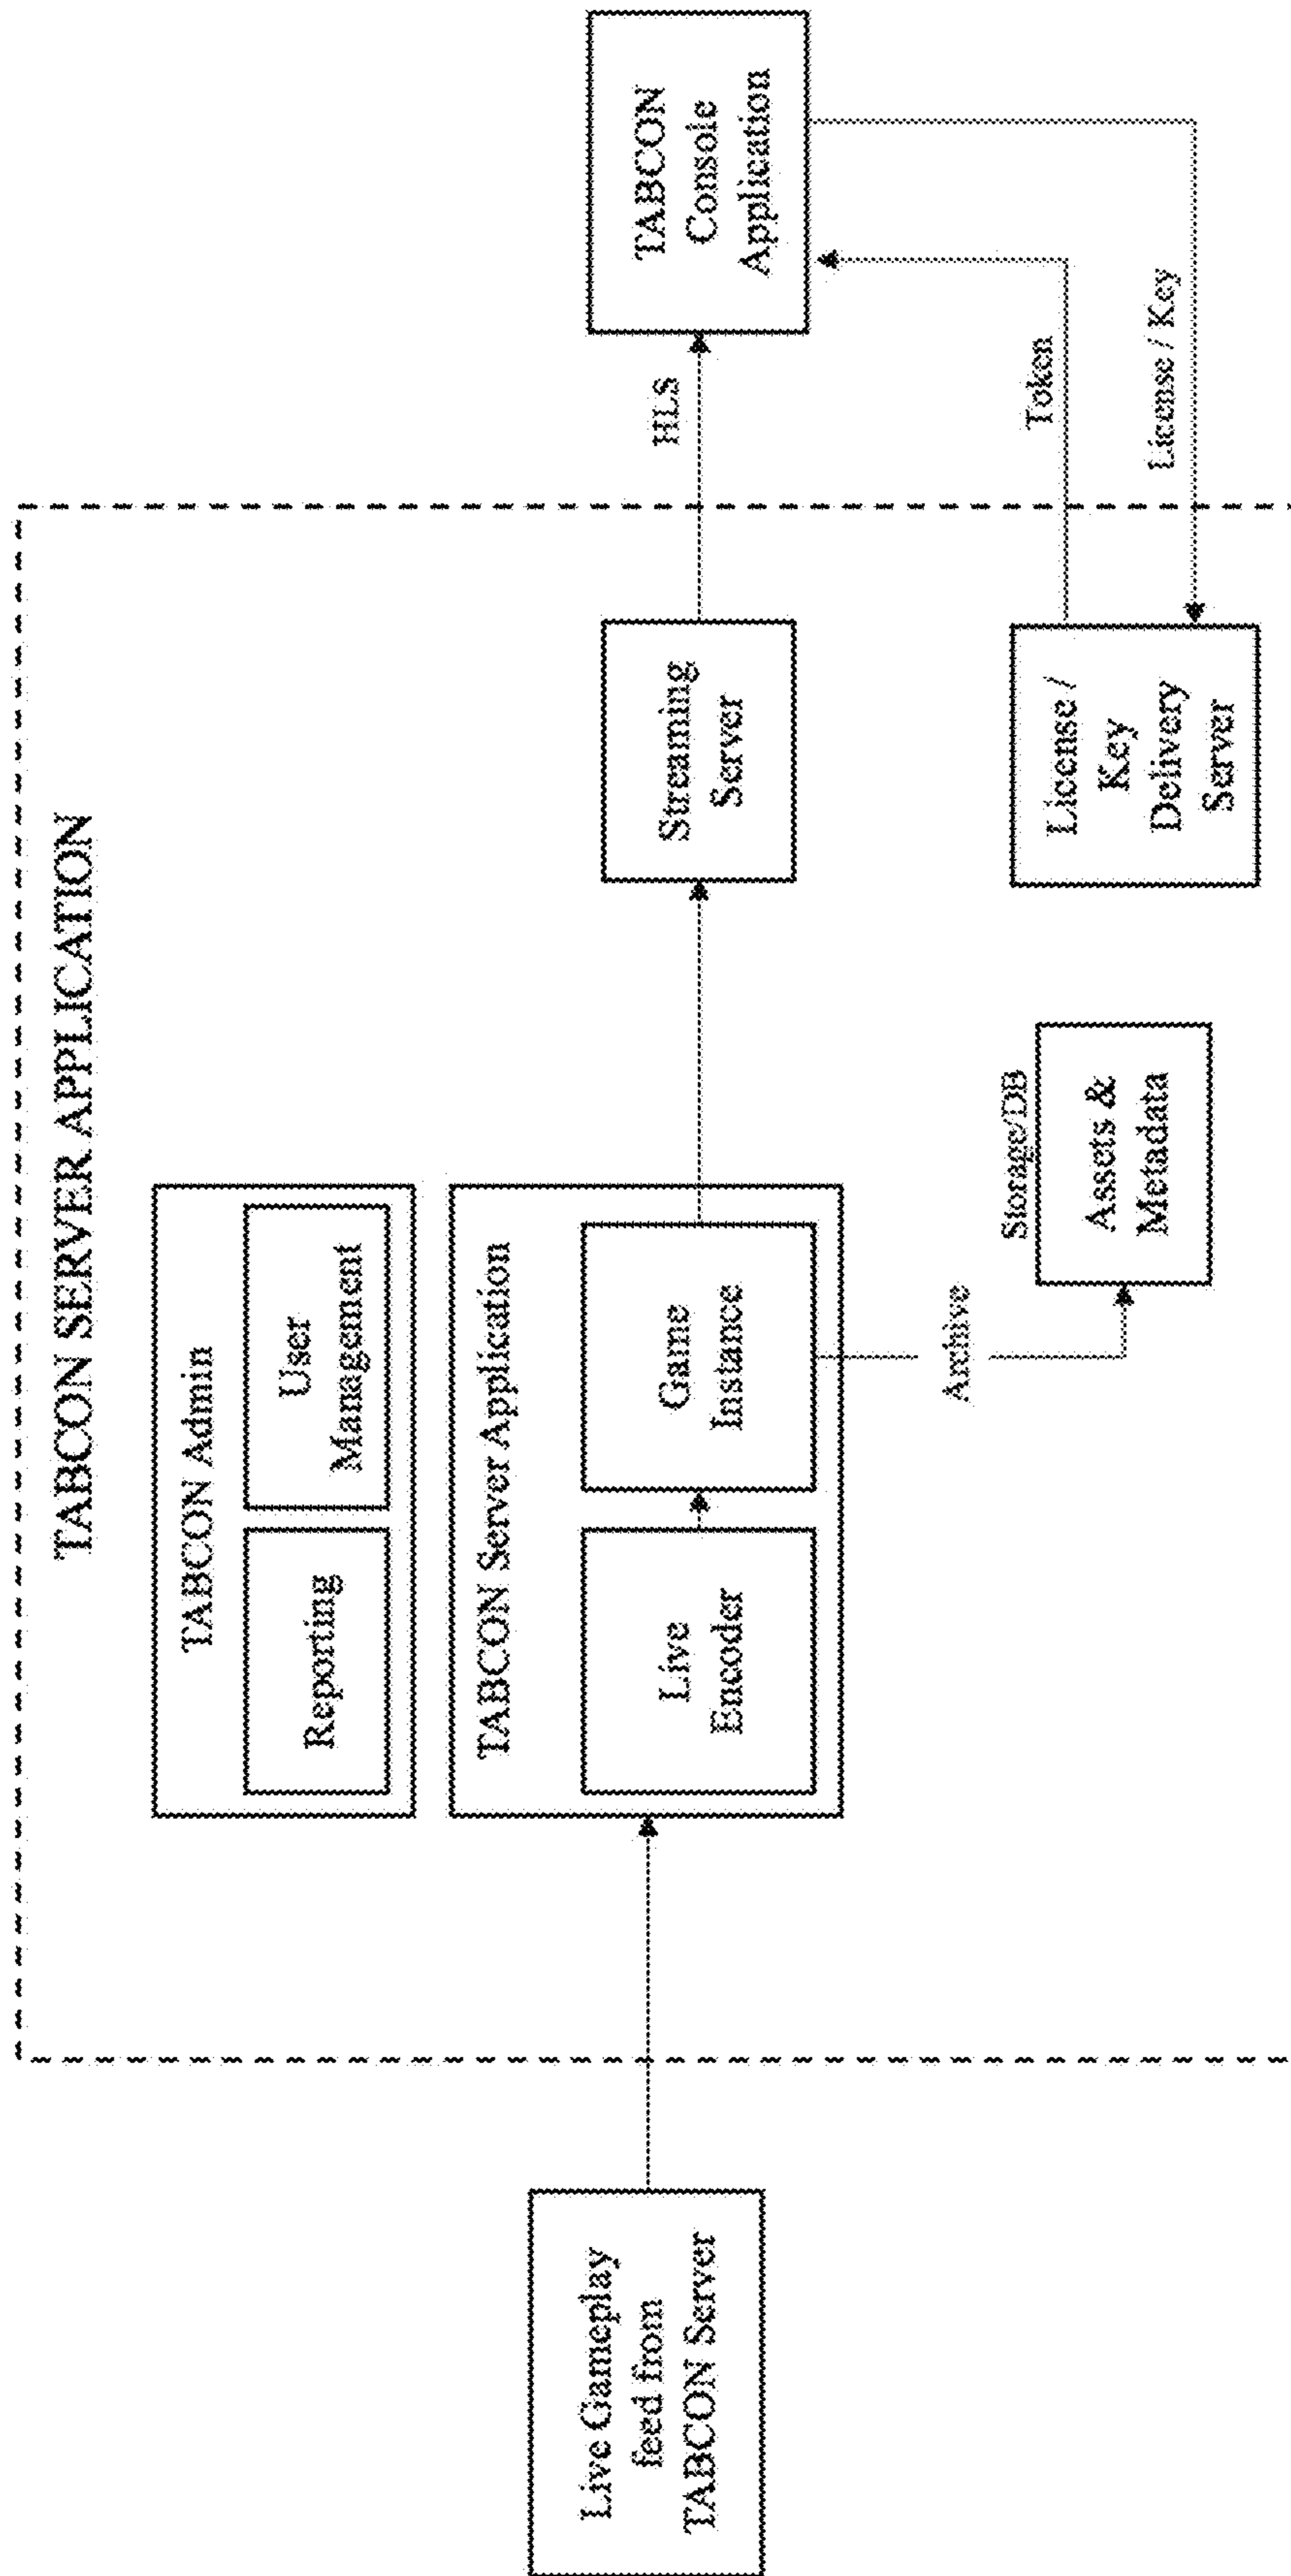 TABCON SERVER APPLICATION
TABCON Admin
Reporting
User
Management
TABCON Server Application
Live
Encoder
Game
Instance
Live Gameplay
feed from
TABCON Server
Archive
Storage/DB
Assets &
Metadata
Streaming
Server
License /
Key
Delivery
Server
HLS
Token
License / Key
TABCON
Console
Application